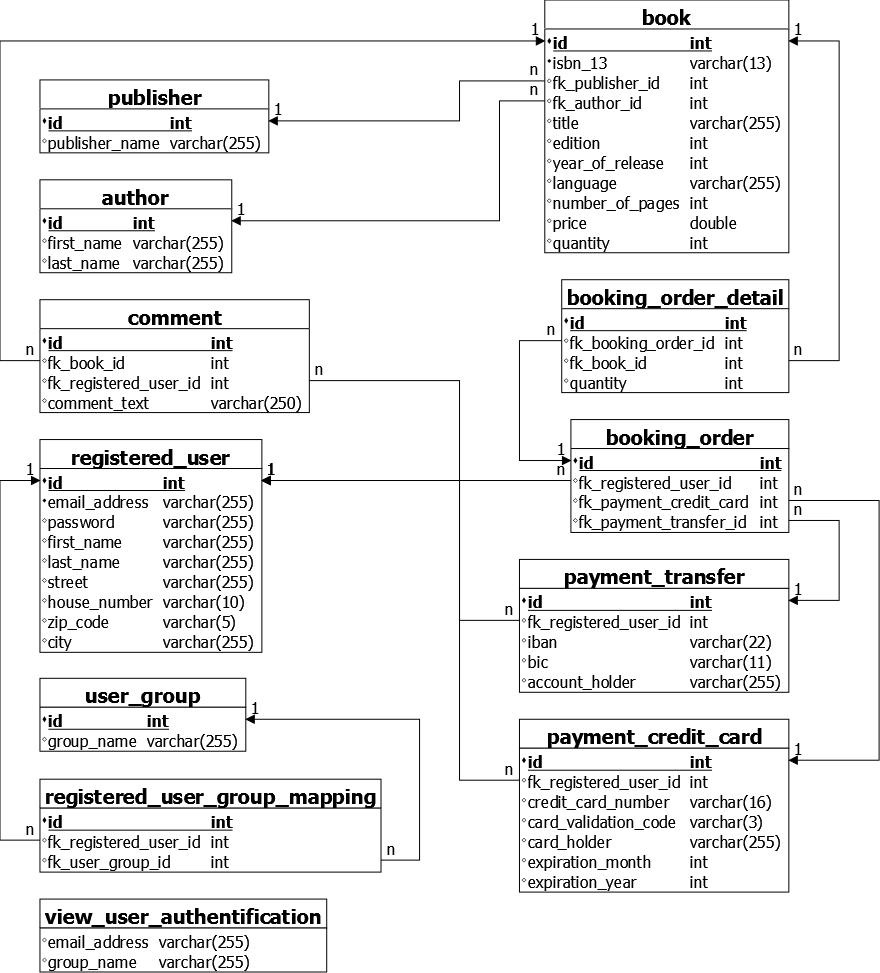 book
id int
isbn_13 varchar(13)
fk_publisher_id int
fk_author_id int
title varchar(255)
edition int
year_of_release int
language varchar(255)
number_of_pages int
price double
quantity int
1
1
n
n
publisher
id int
publisher_name varchar(255)
1
author
id int
first_name varchar(255)
last_name varchar(255)
1
comment
id int
fk_book_id int
fk_registered_user_id int
comment_text varchar(250)
n
n
booking_order_detail
id int
fk_booking_order_id int
fk_book_id int
quantity int
n
n
booking_order
id int
fk_registered_user_id int
fk_payment_credit_card int
fk_payment_transfer_id int
1
n
n
n
registered_user
id int
email_address varchar(255)
password varchar(255)
first_name varchar(255)
last_name varchar(255)
street varchar(255)
house_number varchar(10)
zip_code varchar(5)
city varchar(255)
1
1
payment_transfer
id int
fk_registered_user_id int
iban varchar(22)
bic varchar(11)
account_holder varchar(255)
n
1
user_group
id int
group_name varchar(255)
1
payment_credit_card
id int
fk_registered_user_id int
credit_card_number varchar(16)
card_validation_code varchar(3)
card_holder varchar(255)
expiration_month int
expiration_year int
n
1
registered_user_group_mapping
id int
fk_registered_user_id int
fk_user_group_id int
n
n
view_user_authentification
email_address varchar(255)
group_name varchar(255)